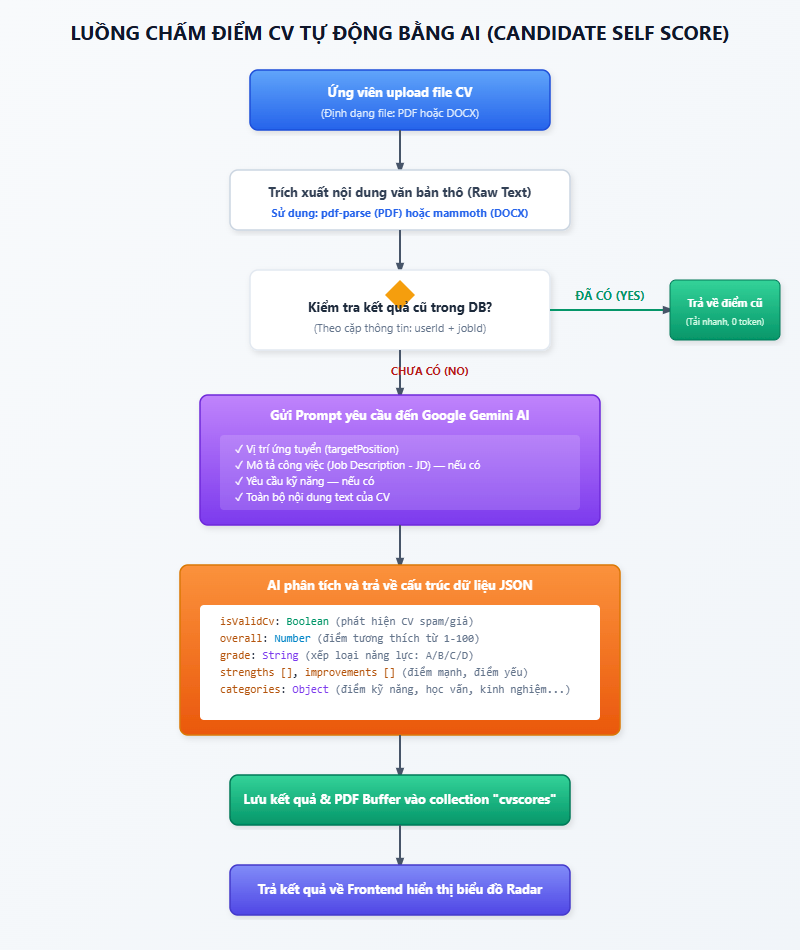 LUỒNG CHẤM ĐIỂM CV TỰ ĐỘNG BẰNG AI (CANDIDATE SELF SCORE)
Ứng viên upload file CV
(Định dạng file: PDF hoặc DOCX)
Trích xuất nội dung văn bản thô (Raw Text)
Sử dụng: pdf-parse (PDF) hoặc mammoth (DOCX)
Kiểm tra kết quả cũ trong DB?
(Theo cặp thông tin: userId + jobId)
ĐÃ CÓ (YES)
Trả về điểm cũ
(Tải nhanh, 0 token)
CHƯA CÓ (NO)
Gửi Prompt yêu cầu đến Google Gemini AI
✓ Vị trí ứng tuyển (targetPosition)
✓ Mô tả công việc (Job Description - JD) — nếu có
✓ Yêu cầu kỹ năng — nếu có
✓ Toàn bộ nội dung text của CV
AI phân tích và trả về cấu trúc dữ liệu JSON
isValidCv: Boolean (phát hiện CV spam/giả)
overall: Number (điểm tương thích từ 1-100)
grade: String (xếp loại năng lực: A/B/C/D)
strengths [], improvements [] (điểm mạnh, điểm yếu)
categories: Object (điểm kỹ năng, học vấn, kinh nghiệm...)
Lưu kết quả & PDF Buffer vào collection "cvscores"
Trả kết quả về Frontend hiển thị biểu đồ Radar